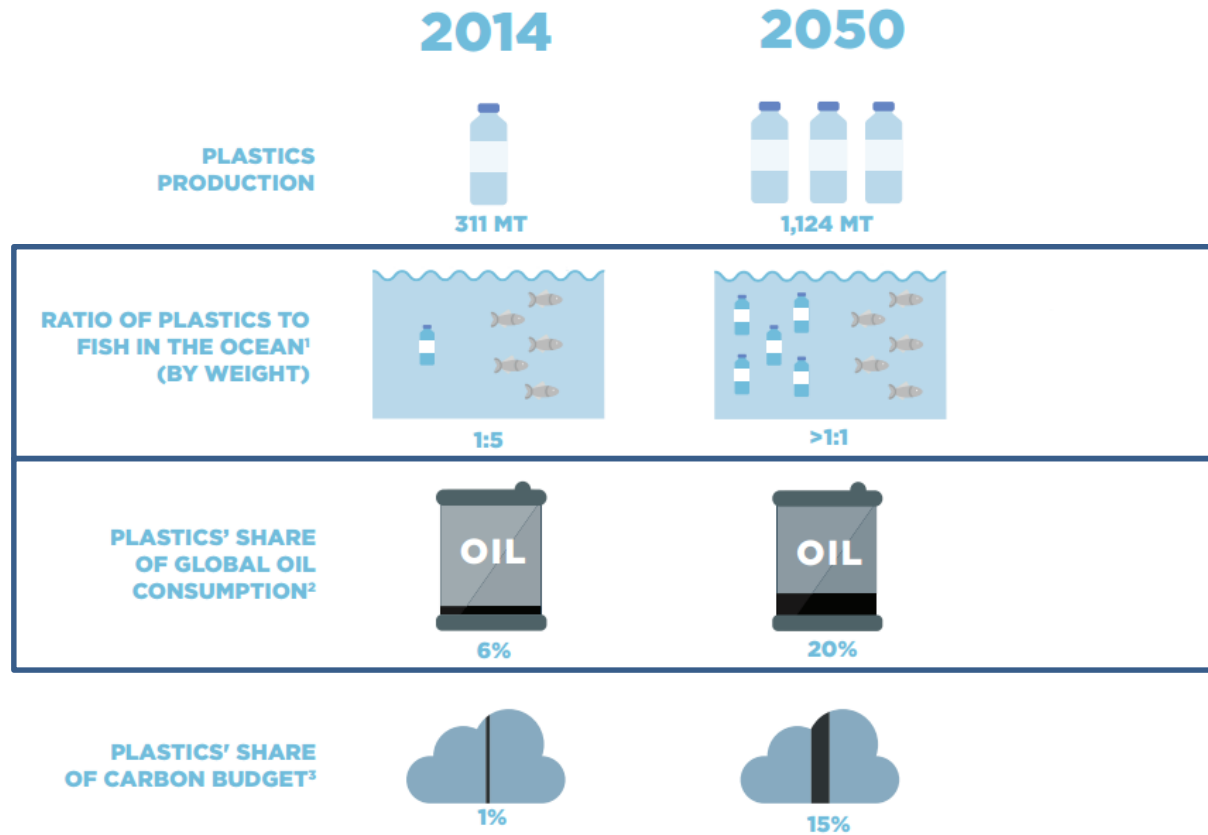 2014 2050
PLASTICS
PRODUCTION
311 MT 1,124 MT
RATIO OF PLASTICS TO
FISH IN THE OCEAN¹
(BY WEIGHT)
1:5 >1:1
PLASTICS’ SHARE
OF GLOBAL OIL
CONSUMPTION²
OIL OIL
6% 20%
PLASTICS' SHARE
OF CARBON BUDGET³
1% 15%